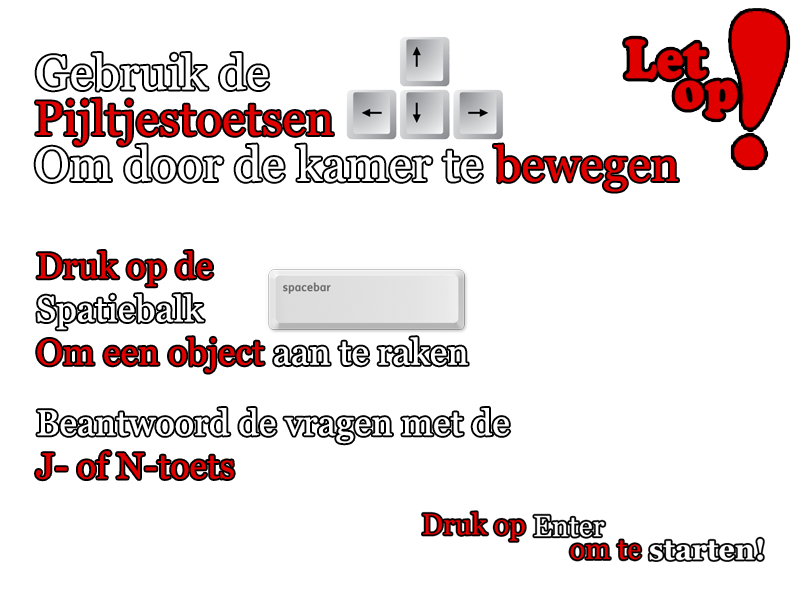 Gebruik de
Pijltjestoetsen
Om door de kamer te bewegen
Let
op!
Druk op de
Spatiebalk
spacebar
Om een object aan te raken
Beantwoord de vragen met de
J- of N-toets
Druk op Enter
om te starten!